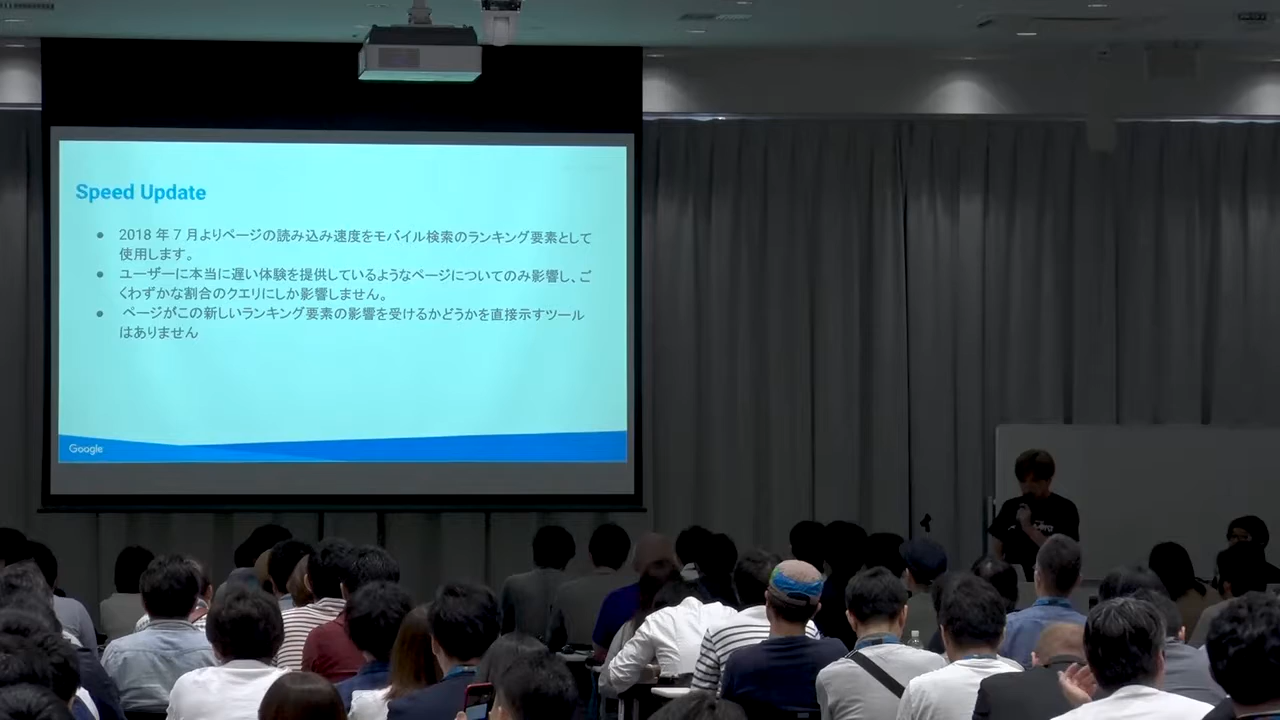 Speed Update
● 2018 年 7 月よりページの読み込み速度をモバイル検索のランキング要素として
使用します。
● ユーザーに本当に遅い体験を提供しているようなページについてのみ影響し、ご
くわずかな割合のクエリにしか影響しません。
● ページがこの新しいランキング要素の影響を受けるかどうかを直接示すツール
はありません
Google